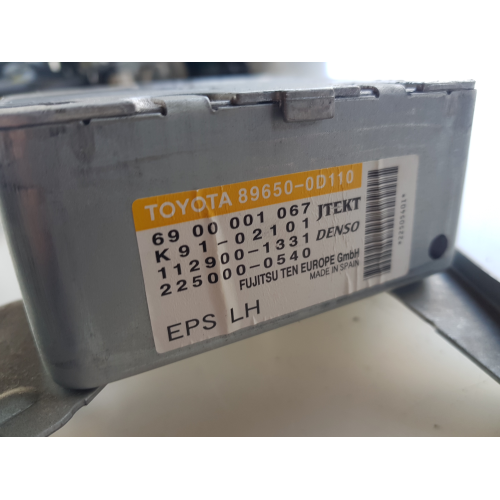 TOYOTA 89650-0D110
69 00 001 067 JTEKT
K91-02101
112900-1331 DENSO
225000-0540
FUJITSU TEN EUROPE GmbH
MADE IN SPAIN
EPS LH